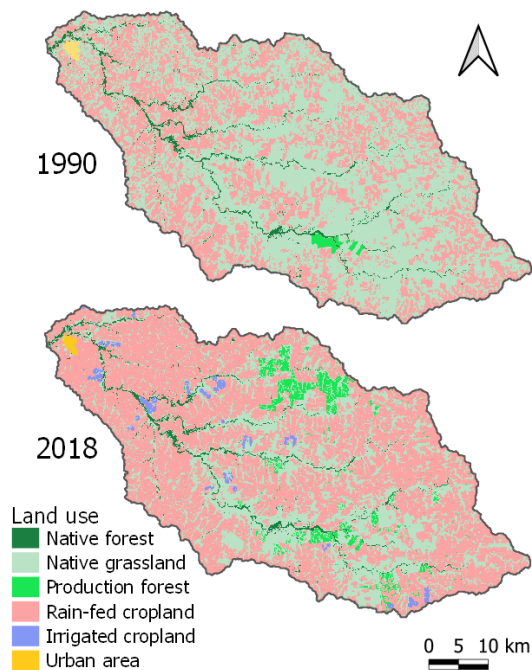 1990
2018
Land use
Native forest
Native grassland
Production forest
Rain-fed cropland
Irrigated cropland
Urban area
0 5 10 km